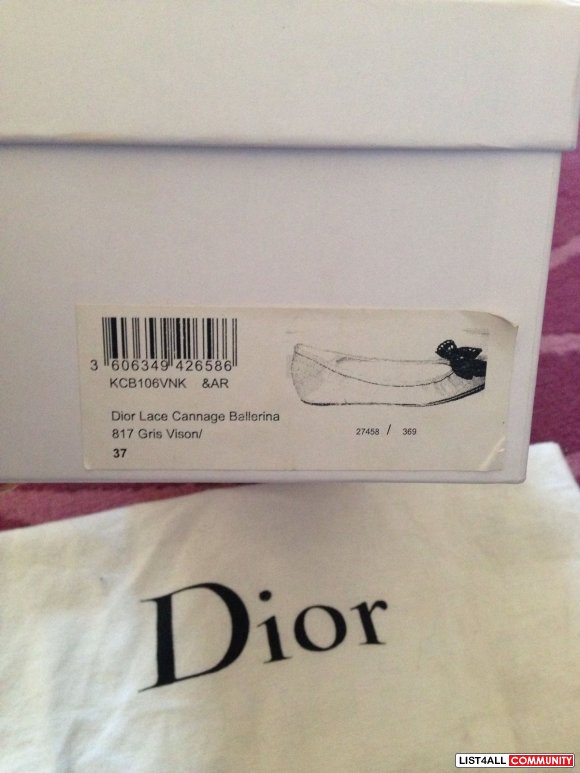 3 606349 426586
KCB106VNK &AR
Dior Lace Cannage Ballerina
817 Gris Vison/
37
27458 / 369
Dior
LIST4ALL COMMUNITY